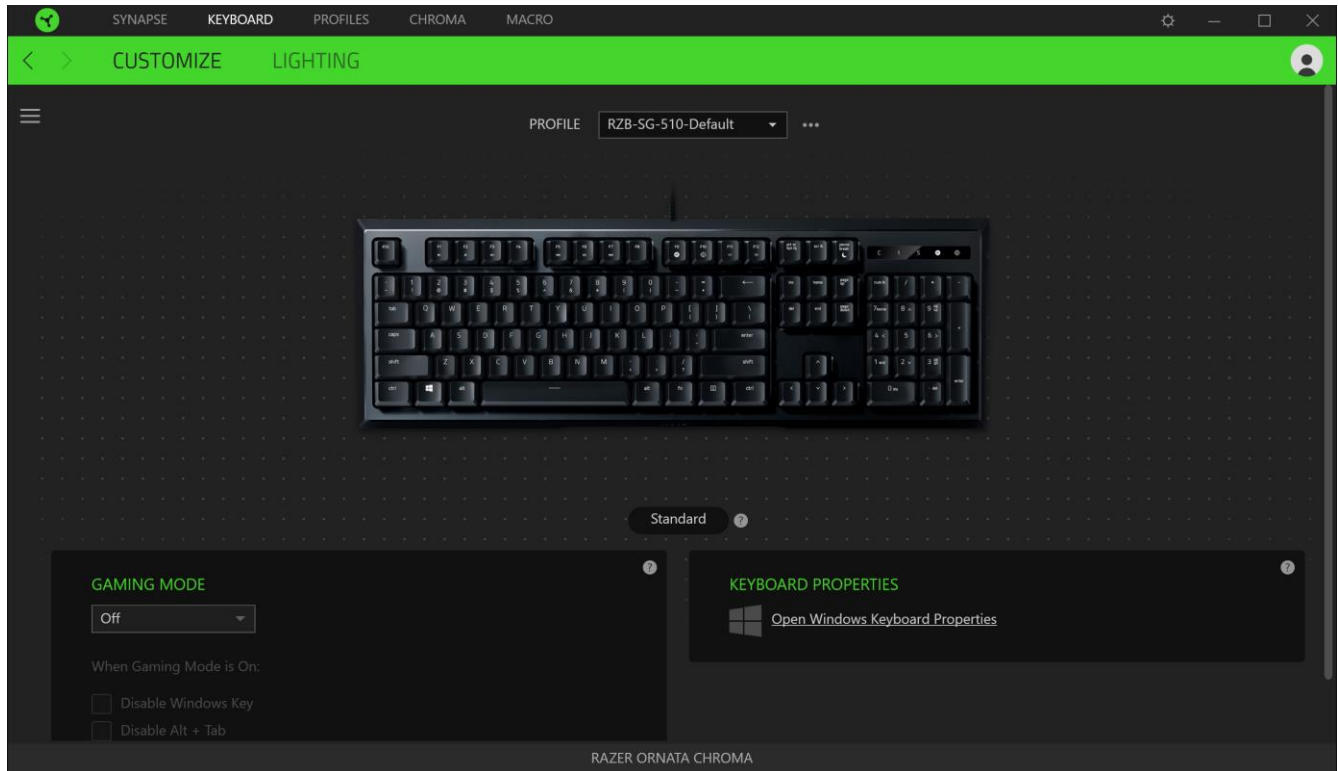 SYNAPSE KEYBOARD PROFILES CHROMA MACRO
CUSTOMIZE LIGHTING
PROFILE RZB-SG-510-Default
Standard
GAMING MODE
Off
When Gaming Mode is On:
Disable Windows Key
Disable Alt + Tab
KEYBOARD PROPERTIES
Open Windows Keyboard Properties
RAZER ORNATA CHROMA